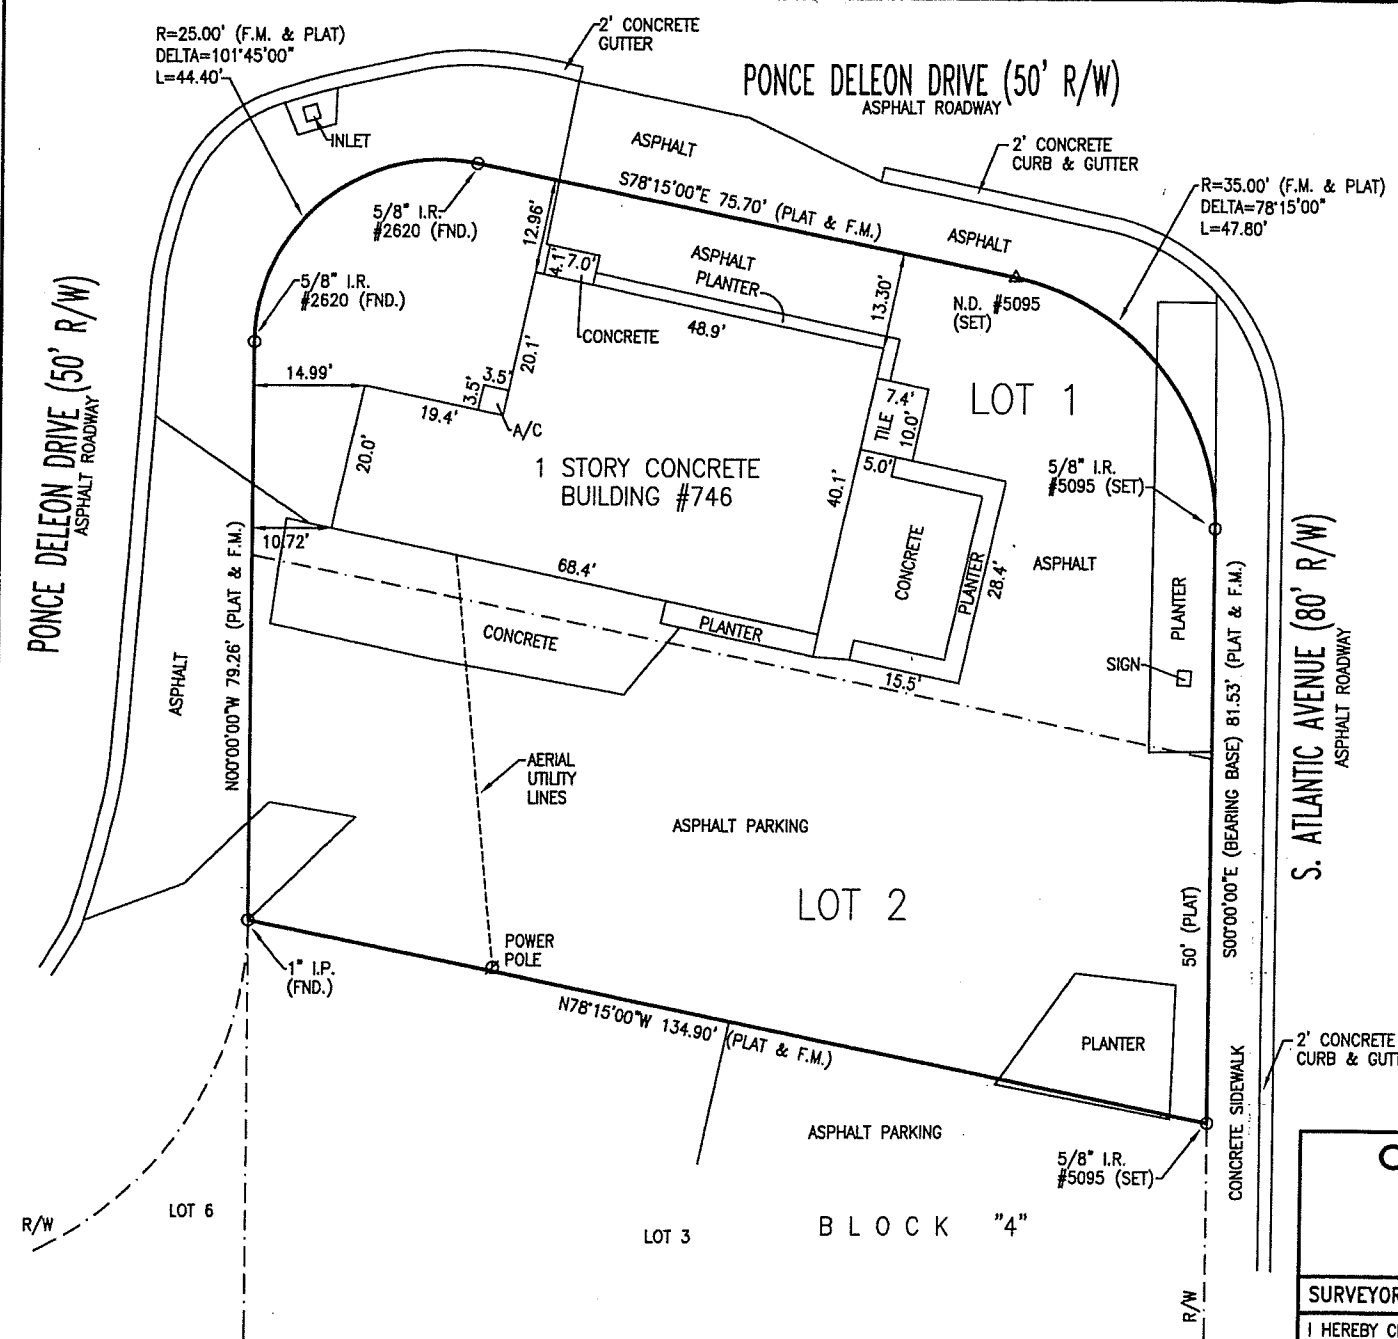 R=25.00' (F.M. & PLAT)
DELTA=101°45'00"
L=44.40'
2' CONCRETE
GUTTER
PONCE DELEON DRIVE (50' R/W)
ASPHALT ROADWAY
INLET
ASPHALT
2' CONCRETE
CURB & GUTTER
S78°15'00"E 75.70' (PLAT & F.M.)
R=35.00' (F.M. & PLAT)
DELTA=78°15'00"
L=47.80'
5/8" I.R.
#2620 (FND.)
12.96'
ASPHALT
ASPHALT
PLANTER
4.1'
7.0'
5/8" I.R.
#2620 (FND.)
13.30'
N.D. #5095
(SET)
CONCRETE
48.9'
20.1'
PONCE DELEON DRIVE (50' R/W)
ASPHALT ROADWAY
14.99'
3.5'
3.5'
19.4'
A/C
7.4'
TILE
10.0'
LOT 1
20.0'
1 STORY CONCRETE
BUILDING #746
5.0'
40.1'
5/8" I.R.
#5095 (SET)
10.72'
68.4'
CONCRETE
PLANTER
28.4'
ASPHALT
PLANTER
CONCRETE
PLANTER
15.5'
SIGN
N00°00'00"W 79.26' (PLAT & F.M.)
ASPHALT
S00°00'00"E (BEARING BASE) 81.53' (PLAT & F.M.)
S. ATLANTIC AVENUE (80' R/W)
ASPHALT ROADWAY
AERIAL
UTILITY
LINES
ASPHALT PARKING
LOT 2
50' (PLAT)
POWER
POLE
1" I.P.
(FND.)
N78°15'00"W 134.90' (PLAT & F.M.)
PLANTER
2' CONCRETE
CURB & GUTT
CONCRETE SIDEWALK
ASPHALT PARKING
5/8" I.R.
#5095 (SET)
R/W
LOT 6
LOT 3
BLOCK "4"
R/W
SURVEYOR
I HEREBY